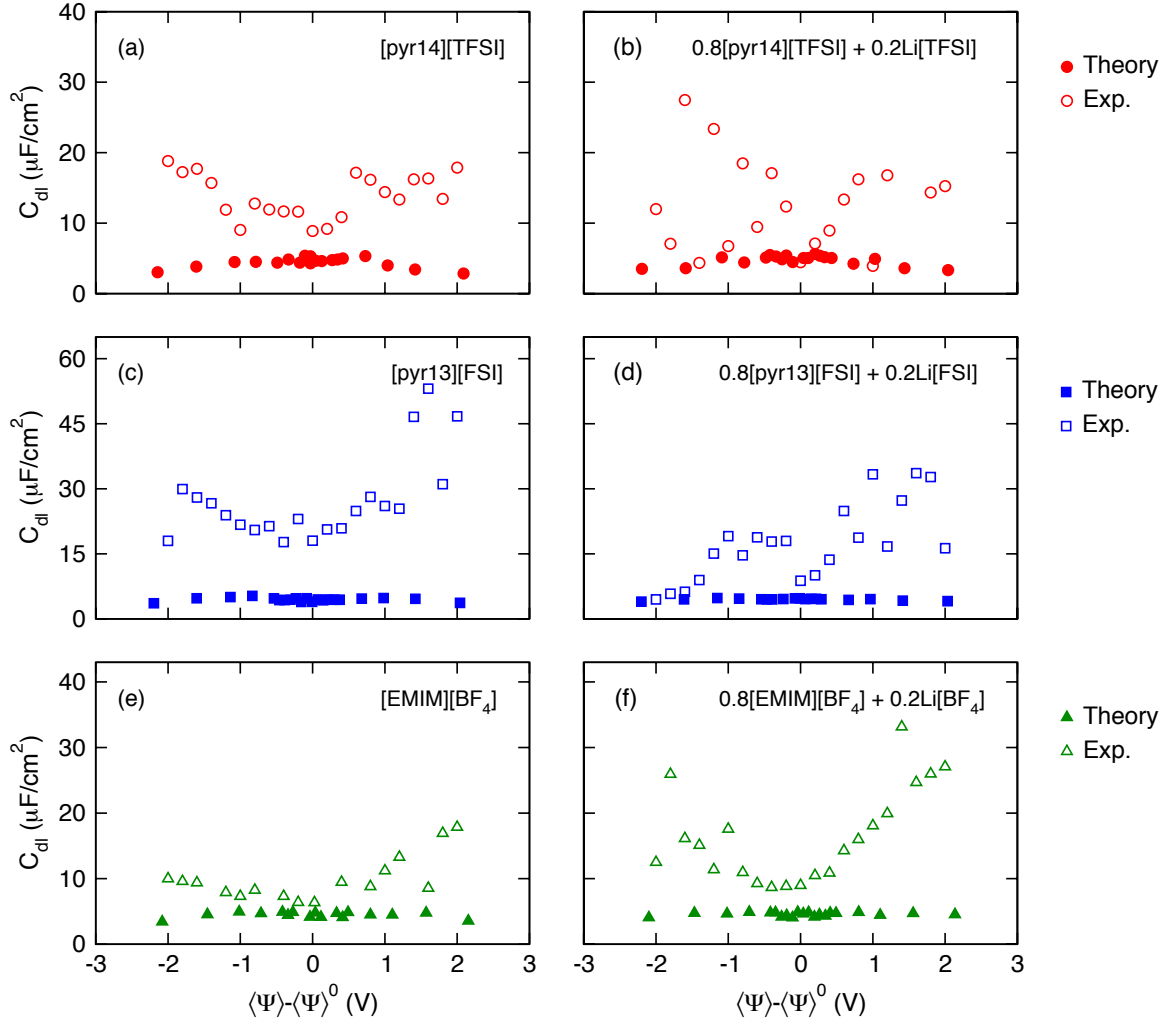 40
30
20
10
0
C_dl (μF/cm²)
(a)
[pyr14][TFSI]
(b)
0.8[pyr14][TFSI] + 0.2Li[TFSI]
Theory
Exp.
60
45
30
15
0
C_dl (μF/cm²)
(c)
[pyr13][FSI]
(d)
0.8[pyr13][FSI] + 0.2Li[FSI]
Theory
Exp.
40
30
20
10
0
C_dl (μF/cm²)
(e)
[EMIM][BF₄]
(f)
0.8[EMIM][BF₄] + 0.2Li[BF₄]
Theory
Exp.
-3 -2 -1 0 1 2 3
-2 -1 0 1 2 3
⟨Ψ⟩-⟨Ψ⟩⁰ (V)
⟨Ψ⟩-⟨Ψ⟩⁰ (V)